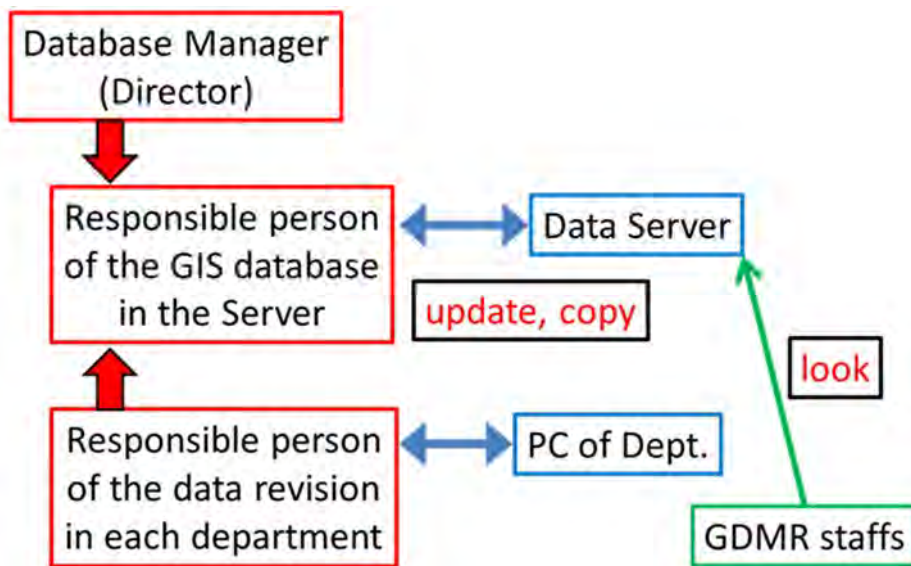 Database Manager
(Director)
Responsible person
of the GIS database
in the Server
Data Server
update, copy
look
Responsible person
of the data revision
in each department
PC of Dept.
GDMR staffs